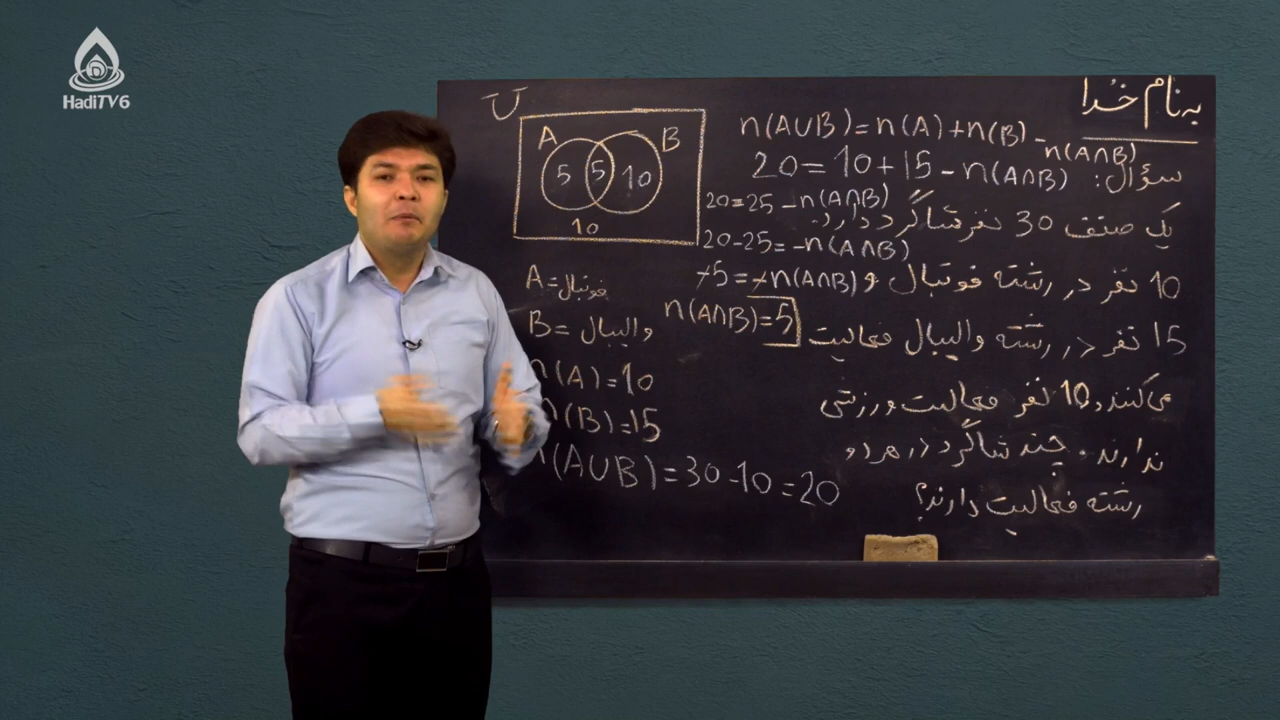 HadiTV6
به نام خدا
U
A B
5 5 10
10
n(A∪B)=n(A)+n(B)-n(A∩B)
20=10+15-n(A∩B)
20=25-n(A∩B)
20-25=-n(A∩B)
-5=-n(A∩B)
n(A∩B)=5
سؤال:
یک صنف 30 نفر شاگرد دارد.
10 نفر در رشته فوتبال و
15 نفر در رشته والیبال فعالیت
می‌کنند و 10 نفر فعالیت ورزشی
ندارند. چند شاگرد در هر دو
رشته فعالیت دارند؟
A=فوتبال
B=والیبال
n(A)=10
(B)=15
(A∪B)=30-10=20